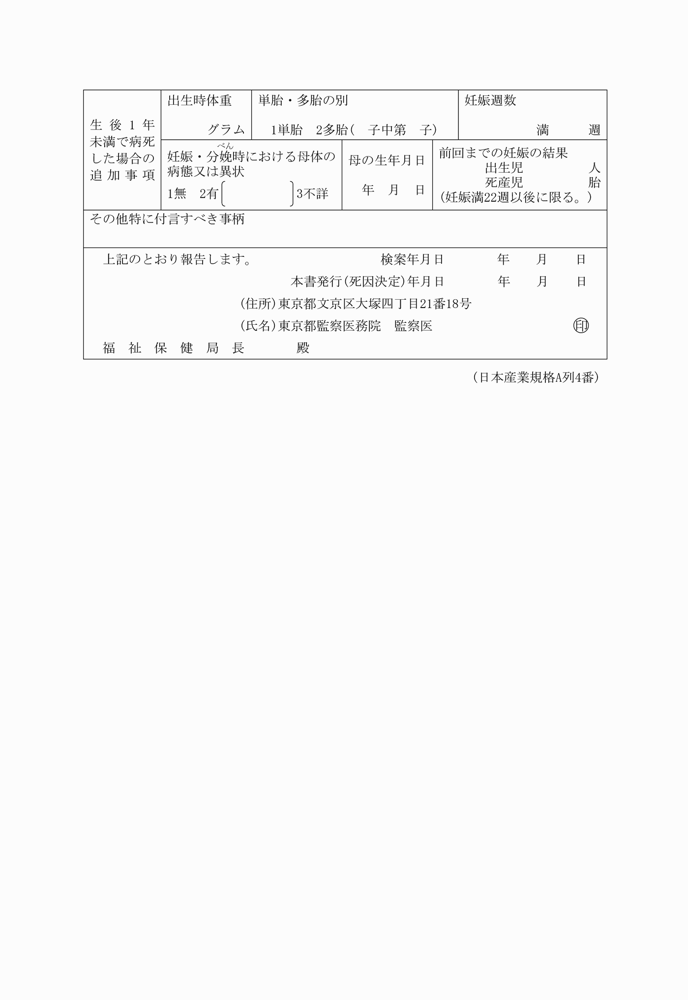 生後1年
未満で病死
した場合の
追加事項
出生時体重
グラム
単胎・多胎の別
1単胎　2多胎(　子中第　子)
妊娠週数
満　　　週
べん
妊娠・分娩時における母体の
病態又は異状
1無　2有〔　　　　　〕3不詳
母の生年月日
年　月　日
前回までの妊娠の結果
出生児　　　　　人
死産児　　　　　胎
(妊娠満22週以後に限る。)
その他特に付言すべき事柄
上記のとおり報告します。　　　　　　　　　　検案年月日　　　　年　　月　　日
本書発行(死因決定)年月日　　　　年　　月　　日
(住所)東京都文京区大塚四丁目21番18号
(氏名)東京都監察医務院　監察医　　　　　　　　　　　㊞
福　祉　保　健　局　長　　　　殿
(日本産業規格A列4番)